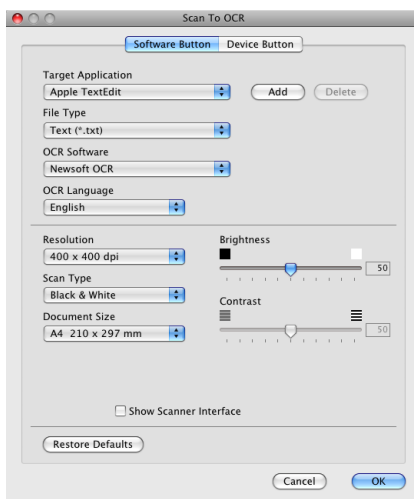 Scan To OCR
Software Button Device Button
Target Application
Apple TextEdit Add Delete
File Type
Text (*.txt)
OCR Software
Newsoft OCR
OCR Language
English
Resolution Brightness
400 x 400 dpi 50
Scan Type
Black & White Contrast
Document Size 50
A4 210 x 297 mm
Show Scanner Interface
Restore Defaults
Cancel OK